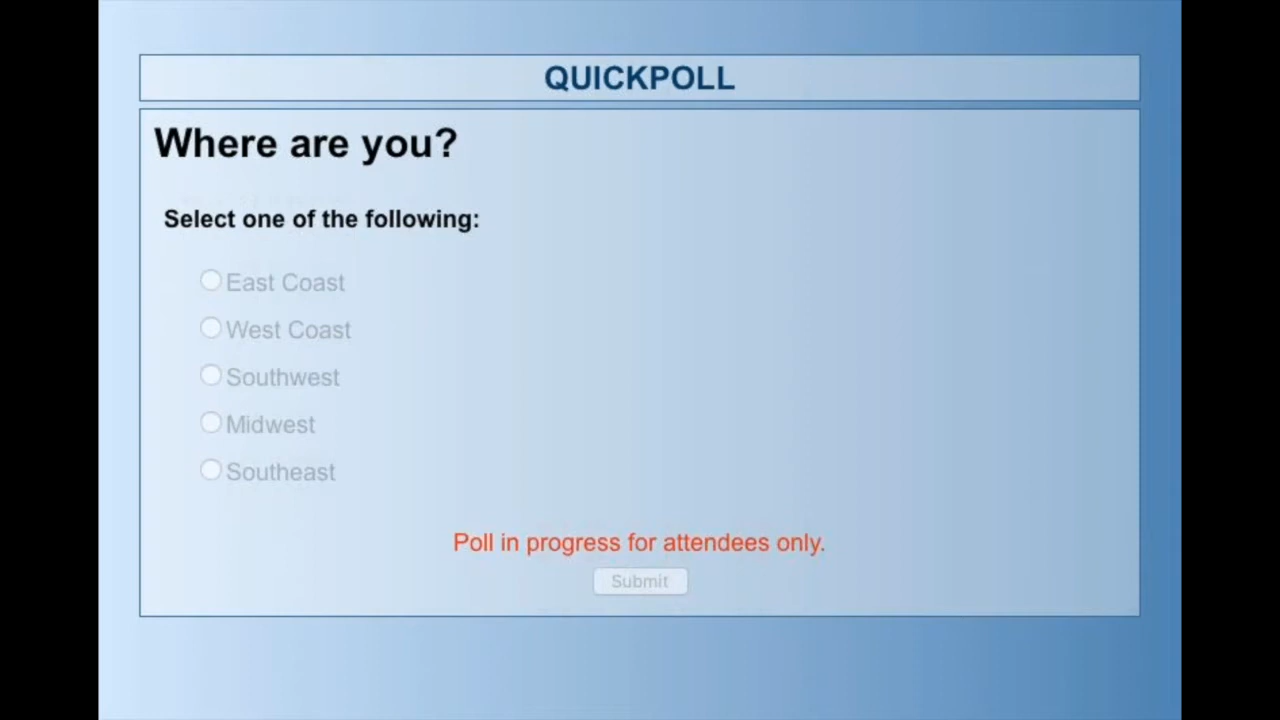 QUICKPOLL
Where are you?
Select one of the following:
East Coast
West Coast
Southwest
Midwest
Southeast
Poll in progress for attendees only.
Submit